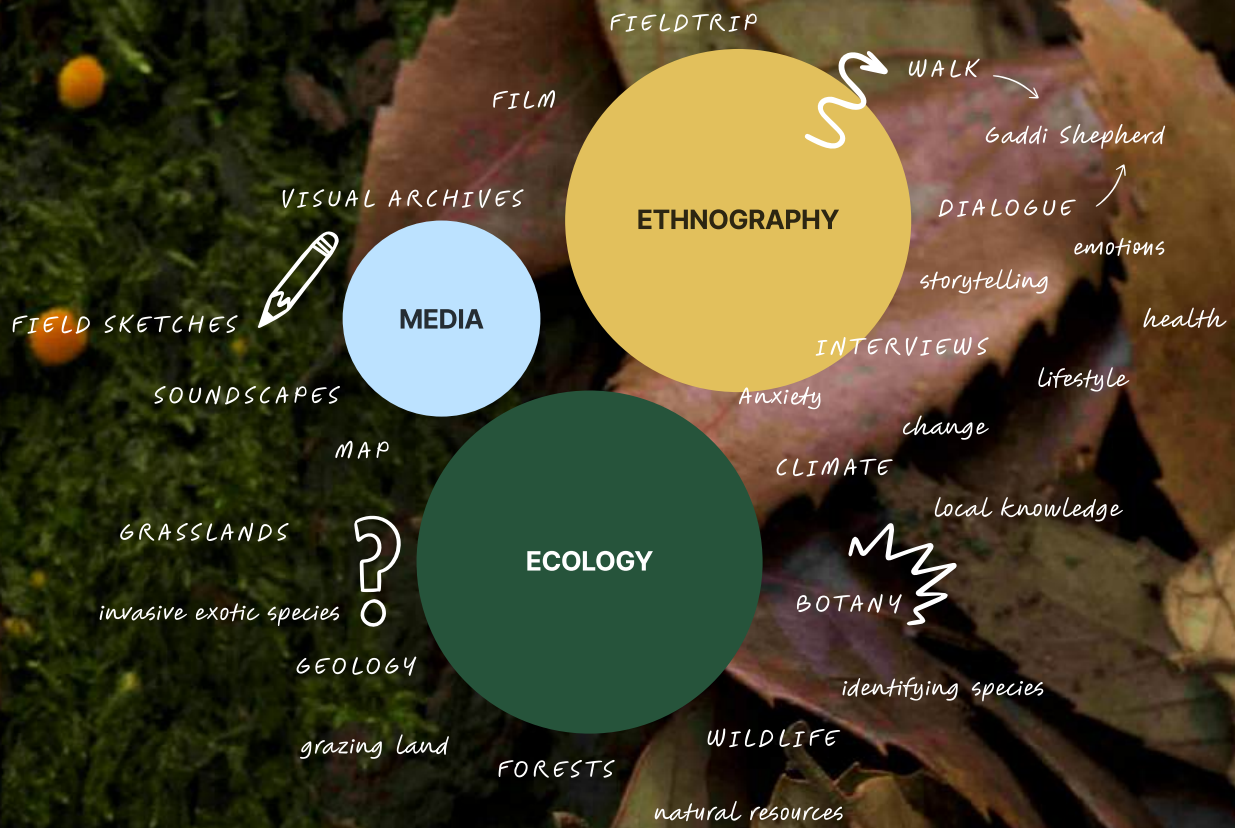 FIELDTRIP
WALK
FILM
Gaddi Shepherd
VISUAL ARCHIVES
DIALOGUE
ETHNOGRAPHY
emotions
storytelling
MEDIA
health
FIELD SKETCHES
INTERVIEWS
lifestyle
SOUNDSCAPES
Anxiety
change
MAP
CLIMATE
local knowledge
GRASSLANDS
ECOLOGY
BOTANY
invasive exotic species
GEOLOGY
identifying species
WILDLIFE
grazing land
FORESTS
natural resources